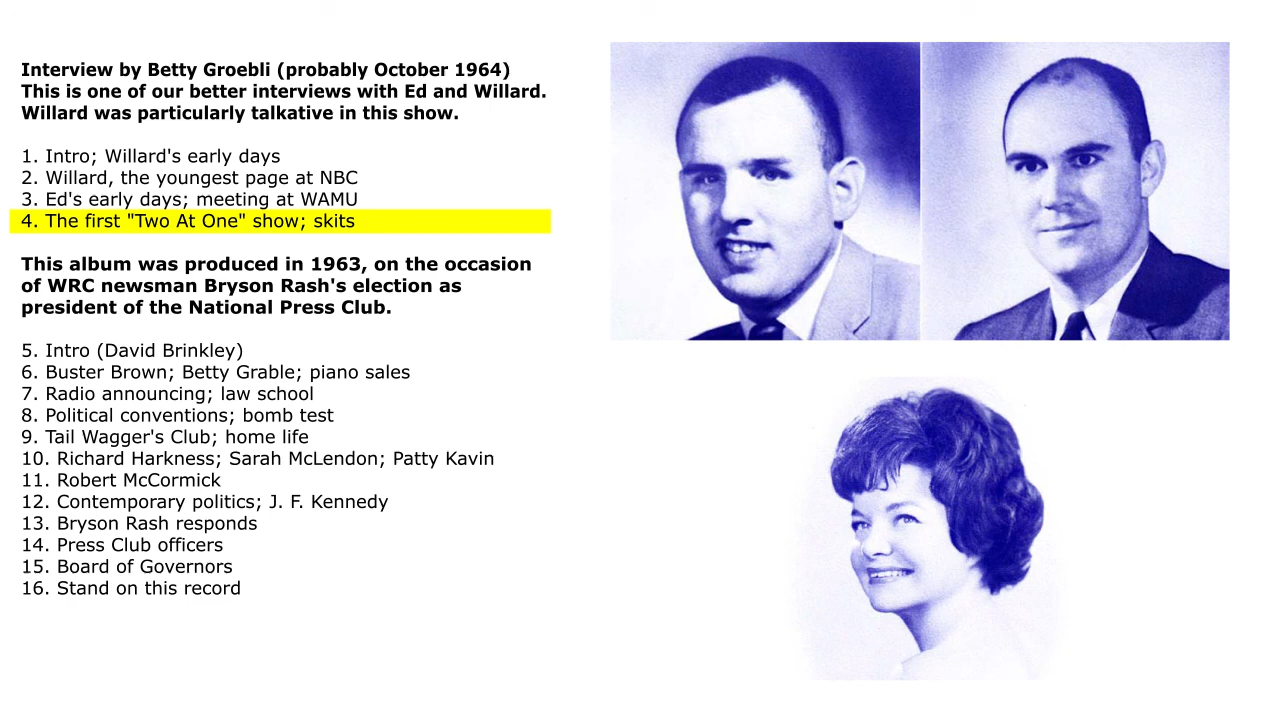 Interview by Betty Groebli (probably October 1964)
This is one of our better interviews with Ed and Willard.
Willard was particularly talkative in this show.
1. Intro; Willard's early days
2. Willard, the youngest page at NBC
3. Ed's early days; meeting at WAMU
4. The first "Two At One" show; skits
This album was produced in 1963, on the occasion
of WRC newsman Bryson Rash's election as
president of the National Press Club.
5. Intro (David Brinkley)
6. Buster Brown; Betty Grable; piano sales
7. Radio announcing; law school
8. Political conventions; bomb test
9. Tail Wagger's Club; home life
10. Richard Harkness; Sarah McLendon; Patty Kavin
11. Robert McCormick
12. Contemporary politics; J. F. Kennedy
13. Bryson Rash responds
14. Press Club officers
15. Board of Governors
16. Stand on this record